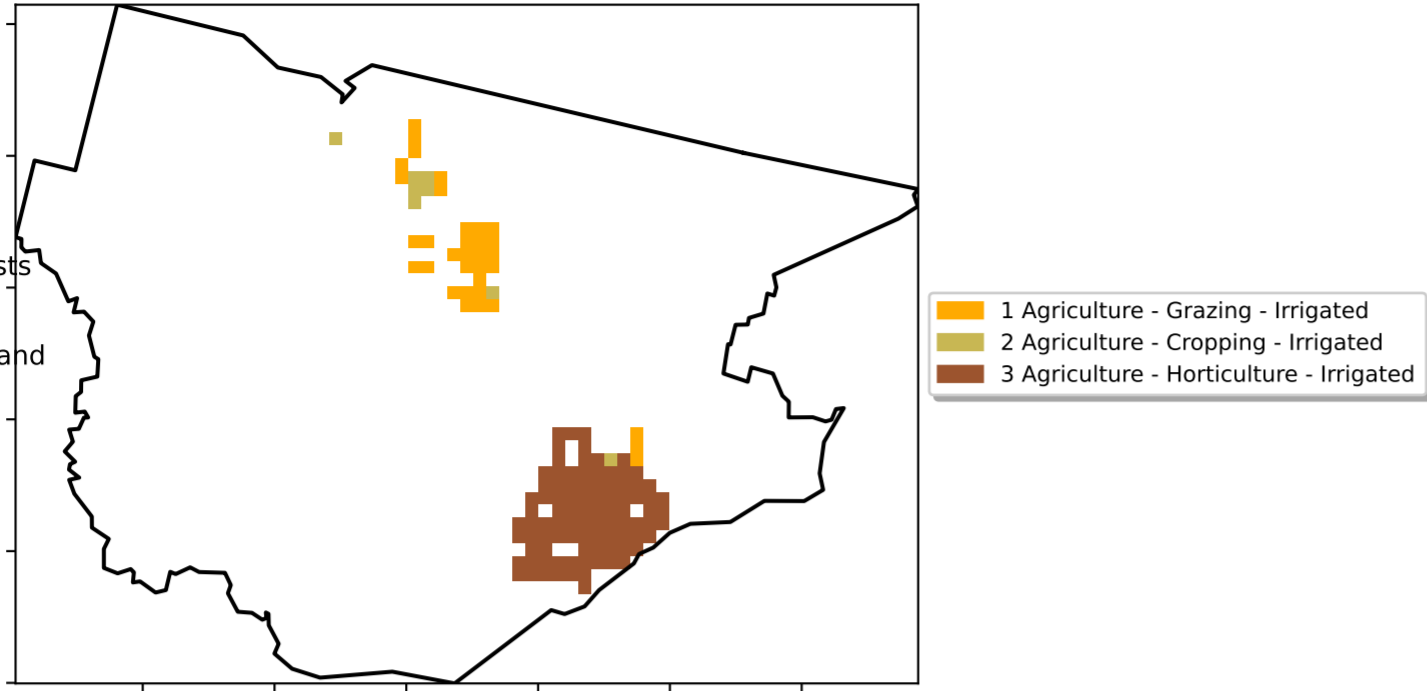 sts
and
1 Agriculture - Grazing - Irrigated
2 Agriculture - Cropping - Irrigated
3 Agriculture - Horticulture - Irrigated